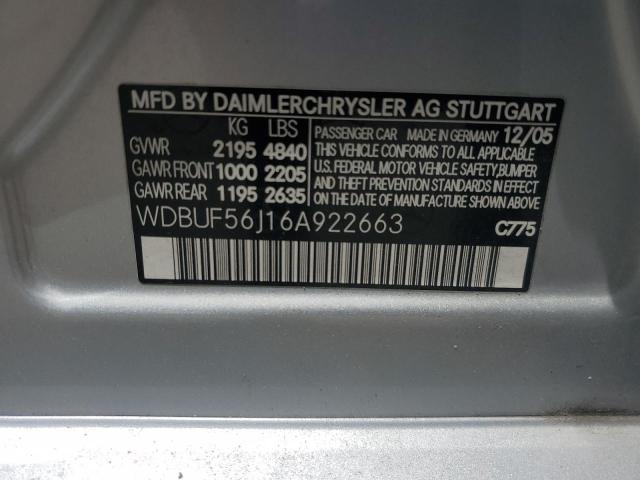 MFD BY DAIMLERCHRYSLER AG STUTTGART
KG LBS
GVWR 2195 4840
GAWR FRONT 1000 2205
GAWR REAR 1195 2635
PASSENGER CAR MADE IN GERMANY 12/05
THIS VEHICLE CONFORMS TO ALL APPLICABLE
U.S. FEDERAL MOTOR VEHICLE SAFETY,BUMPER
AND THEFT PREVENTION STANDARDS IN EFFECT
ON THE DATE OF MANUFACTURE SHOWN ABOVE.
WDBUF56J16A922663
C775